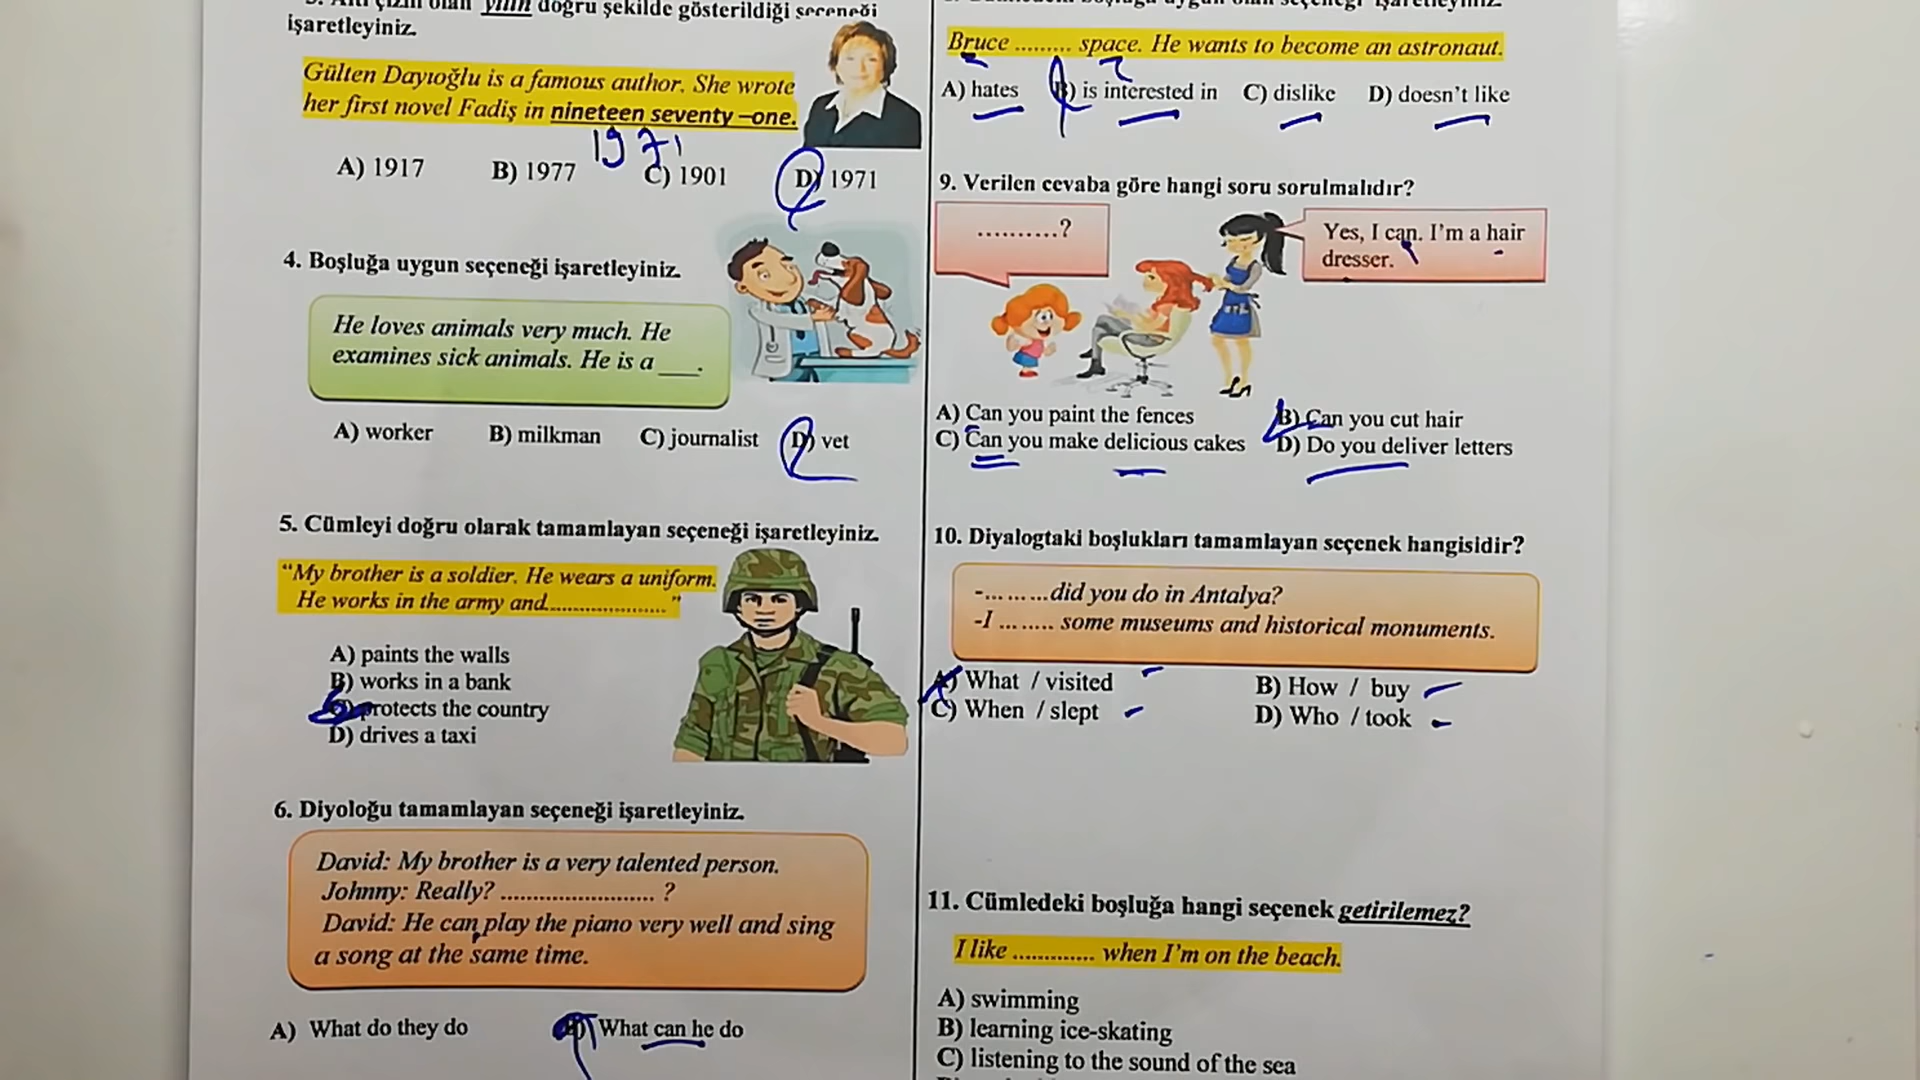 yılın doğru şekilde gösterildiği seçeneği
işaretleyiniz.
Gülten Dayıoğlu is a famous author. She wrote
her first novel Fadiş in nineteen seventy –one.
1971
A) 1917 B) 1977 C) 1901 D) 1971
4. Boşluğa uygun seçeneği işaretleyiniz.
He loves animals very much. He
examines sick animals. He is a ___.
A) worker B) milkman C) journalist D) vet
5. Cümleyi doğru olarak tamamlayan seçeneği işaretleyiniz.
“My brother is a soldier. He wears a uniform.
He works in the army and...................... ”
A) paints the walls
B) works in a bank
C) protects the country
D) drives a taxi
6. Diyoloğu tamamlayan seçeneği işaretleyiniz.
David: My brother is a very talented person.
Johnny: Really? .......................... ?
David: He can play the piano very well and sing
a song at the same time.
A) What do they do B) What can he do
Bruce ......... space. He wants to become an astronaut.
A) hates B) is interested in C) dislike D) doesn’t like
9. Verilen cevaba göre hangi soru sorulmalıdır?
..........?
Yes, I can. I’m a hair
dresser.
A) Can you paint the fences B) Can you cut hair
C) Can you make delicious cakes D) Do you deliver letters
10. Diyalogtaki boşlukları tamamlayan seçenek hangisidir?
-... ... ...did you do in Antalya?
-I ... ..... some museums and historical monuments.
A) What / visited B) How / buy
C) When / slept D) Who / took
11. Cümledeki boşluğa hangi seçenek getirilemez?
I like ............. when I’m on the beach.
A) swimming
B) learning ice-skating
C) listening to the sound of the sea